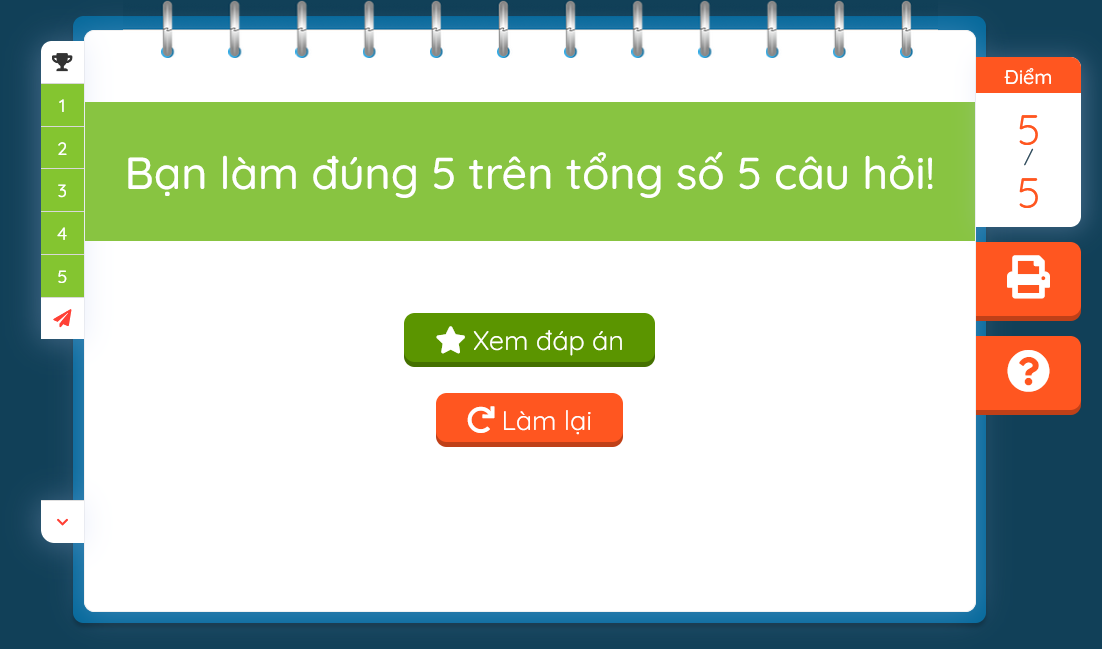 1
2
3
4
5
Bạn làm đúng 5 trên tổng số 5 câu hỏi!
Xem đáp án
Làm lại
Điểm
5
/
5